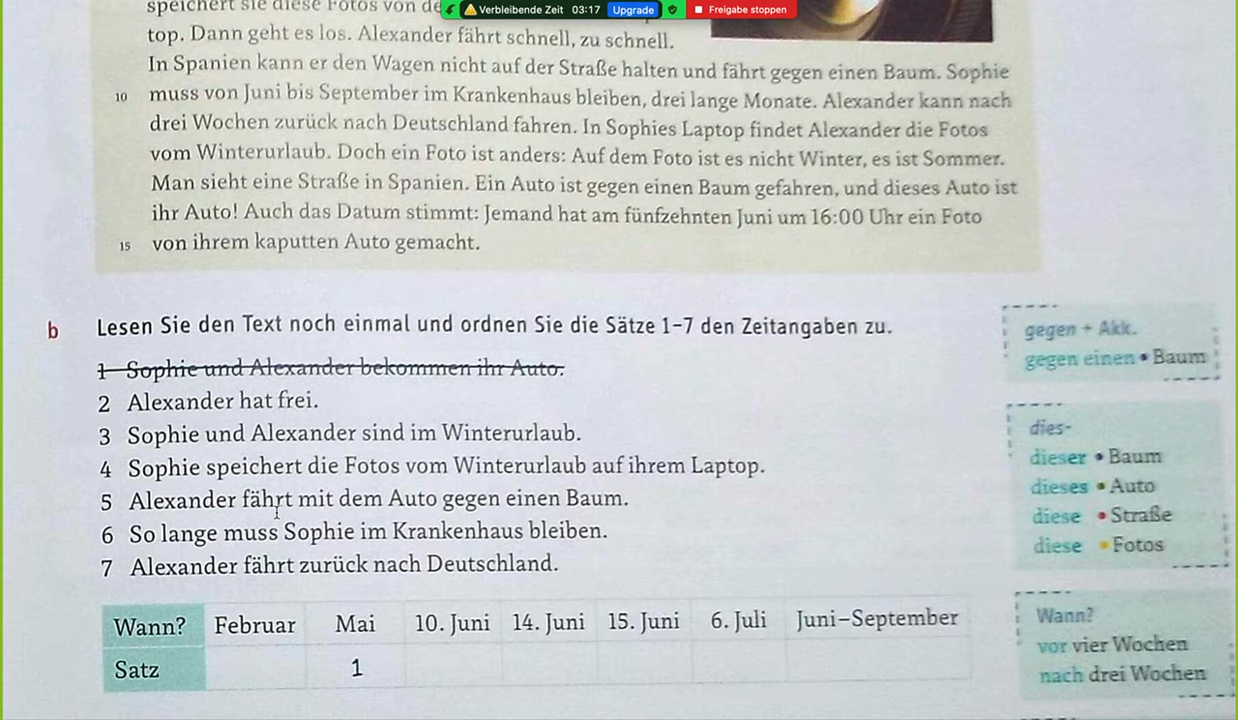 speichert sie diese Fotos von
Verbleibende Zeit 03:17 Upgrade Freigabe stoppen
top. Dann geht es los. Alexander fährt schnell, zu schnell.
In Spanien kann er den Wagen nicht auf der Straße halten und fährt gegen einen Baum. Sophie
10 muss von Juni bis September im Krankenhaus bleiben, drei lange Monate. Alexander kann nach
drei Wochen zurück nach Deutschland fahren. In Sophies Laptop findet Alexander die Fotos
vom Winterurlaub. Doch ein Foto ist anders: Auf dem Foto ist es nicht Winter, es ist Sommer.
Man sieht eine Straße in Spanien. Ein Auto ist gegen einen Baum gefahren, und dieses Auto ist
ihr Auto! Auch das Datum stimmt: Jemand hat am fünfzehnten Juni um 16:00 Uhr ein Foto
15 von ihrem kaputten Auto gemacht.
b Lesen Sie den Text noch einmal und ordnen Sie die Sätze 1–7 den Zeitangaben zu.
1 Sophie und Alexander bekommen ihr Auto.
2 Alexander hat frei.
3 Sophie und Alexander sind im Winterurlaub.
4 Sophie speichert die Fotos vom Winterurlaub auf ihrem Laptop.
5 Alexander fährt mit dem Auto gegen einen Baum.
6 So lange muss Sophie im Krankenhaus bleiben.
7 Alexander fährt zurück nach Deutschland.
Wann? Februar Mai 10. Juni 14. Juni 15. Juni 6. Juli Juni–September
Satz 1
gegen + Akk.
gegen einen • Baum
dies-
dieser • Baum
dieses • Auto
diese • Straße
diese • Fotos
Wann?
vor vier Wochen
nach drei Wochen